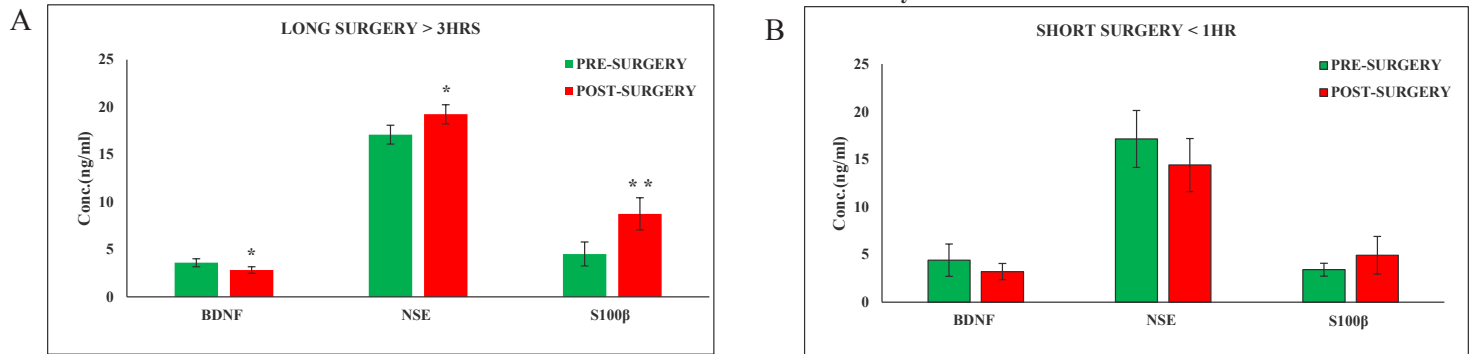 A
LONG SURGERY > 3HRS
25
20
15
10
5
0
Conc.(ng/ml)
PRE-SURGERY
POST-SURGERY
*
*
* *
BDNF
NSE
S100β
B
SHORT SURGERY < 1HR
25
20
15
10
5
0
Conc.(ng/ml)
PRE-SURGERY
POST-SURGERY
BDNF
NSE
S100β